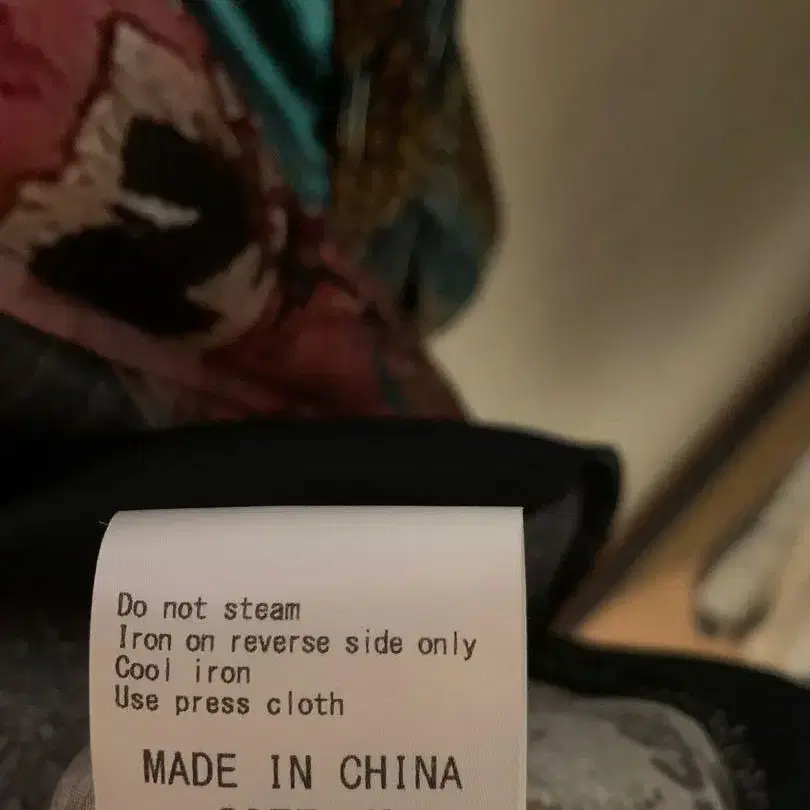 Do not steam
Iron on reverse side only
Cool iron
Use press cloth
MADE IN CHINA